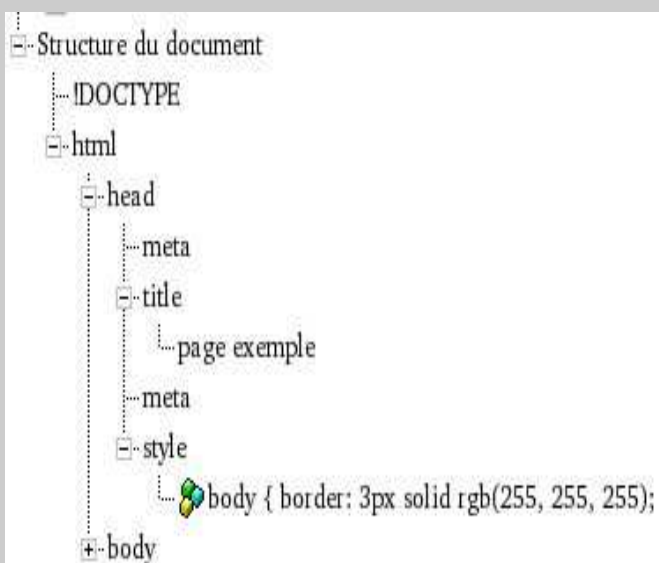 Structure du document
!DOCTYPE
html
head
meta
title
page exemple
meta
style
body { border: 3px solid rgb(255, 255, 255);
body